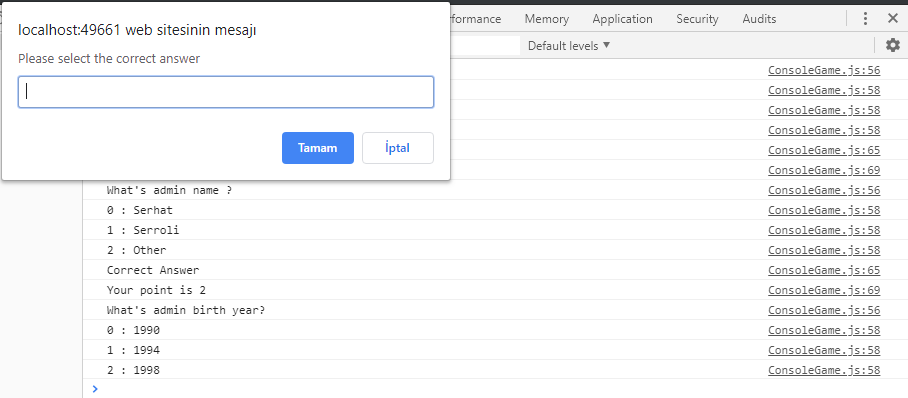 localhost:49661 web sitesinin mesajı
Please select the correct answer
Tamam İptal
formance Memory Application Security Audits
Default levels ▼
ConsoleGame.js:56
ConsoleGame.js:58
ConsoleGame.js:58
ConsoleGame.js:58
ConsoleGame.js:65
ConsoleGame.js:69
What's admin name ? ConsoleGame.js:56
0 : Serhat ConsoleGame.js:58
1 : Serroli ConsoleGame.js:58
2 : Other ConsoleGame.js:58
Correct Answer ConsoleGame.js:65
Your point is 2 ConsoleGame.js:69
What's admin birth year? ConsoleGame.js:56
0 : 1990 ConsoleGame.js:58
1 : 1994 ConsoleGame.js:58
2 : 1998 ConsoleGame.js:58